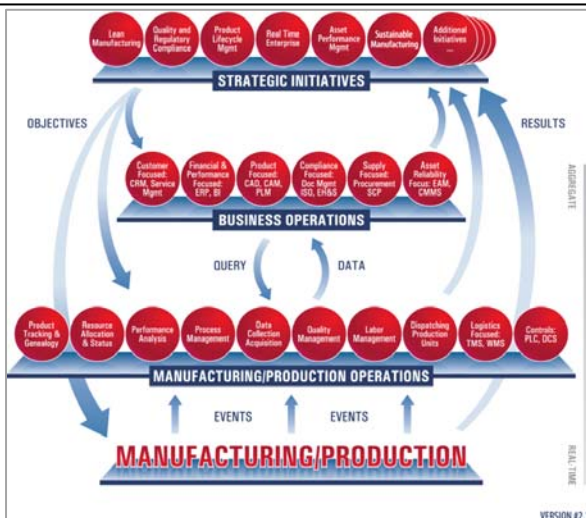 Lean
Manufacturing
Quality and
Regulatory
Compliance
Product
Lifecycle
Mgmt
Real Time
Enterprise
Asset
Performance
Mgmt
Sustainable
Manufacturing
Additional
Initiatives
...
STRATEGIC INITIATIVES
OBJECTIVES
RESULTS
Customer
Focused:
CRM, Service
Mgmt
Financial &
Performance
Focused:
ERP, BI
Product
Focused:
CAD, CAM,
PLM
Compliance
Focused:
Doc Mgmt
ISO, EH&S
Supply
Focused:
Procurement
SCP
Asset
Reliability
Focus: EAM,
CMMS
AGGREGATE
BUSINESS OPERATIONS
QUERY
DATA
Product
Tracking &
Genealogy
Resource
Allocation
& Status
Performance
Analysis
Process
Management
Data
Collection
Acquisition
Quality
Management
Labor
Management
Dispatching
Production
Units
Logistics
Focused:
TMS, WMS
Controls:
PLC, DCS
MANUFACTURING/PRODUCTION OPERATIONS
EVENTS
EVENTS
MANUFACTURING/PRODUCTION
REAL-TIME
VERSION #2